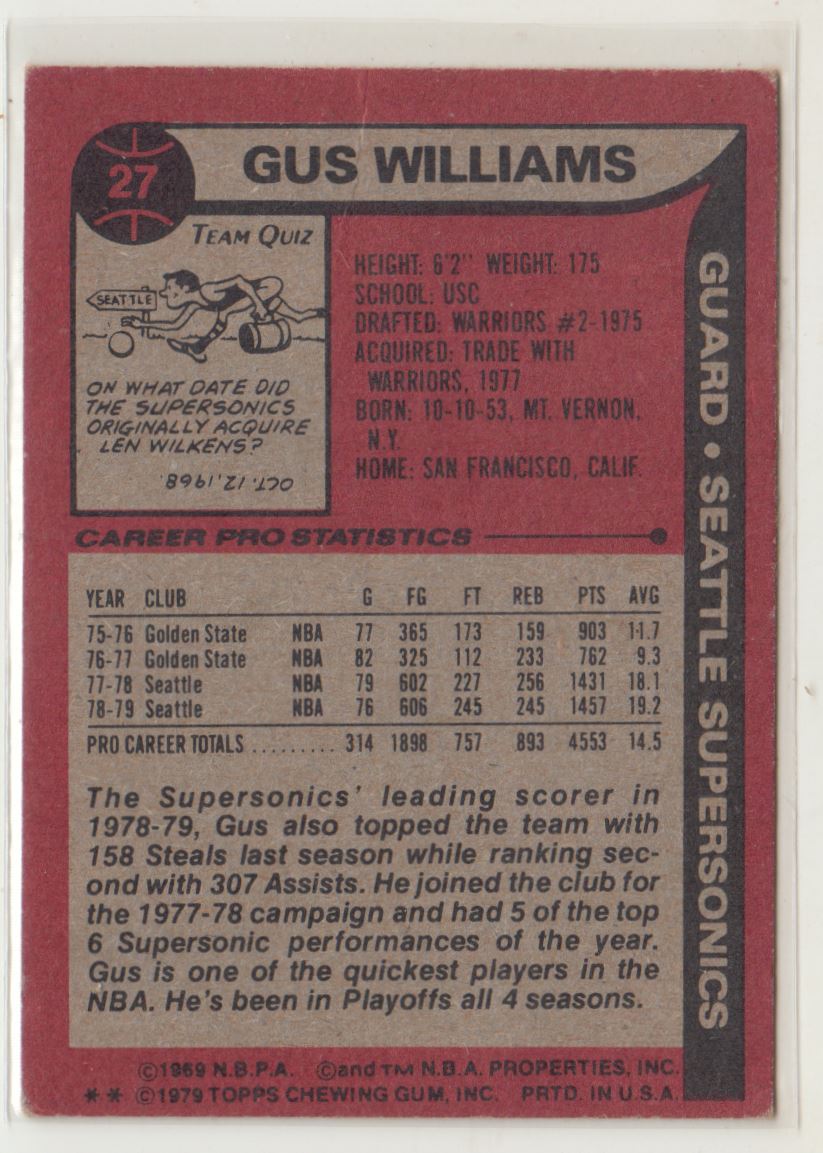 27
GUS WILLIAMS
TEAM QUIZ
SEATTLE
ON WHAT DATE DID
THE SUPERSONICS
ORIGINALLY ACQUIRE
LEN WILKENS?
OCT. 12, 1968.
HEIGHT: 6'2" WEIGHT: 175
SCHOOL: USC
DRAFTED: WARRIORS #2-1975
ACQUIRED: TRADE WITH
WARRIORS, 1977
BORN: 10-10-53, MT. VERNON,
N.Y.
HOME: SAN FRANCISCO, CALIF.
GUARD • SEATTLE SUPERSONICS
CAREER PRO STATISTICS
YEAR CLUB G FG FT REB PTS AVG
75-76 Golden State NBA 77 365 173 159 903 11.7
76-77 Golden State NBA 82 325 112 233 762 9.3
77-78 Seattle NBA 79 602 227 256 1431 18.1
78-79 Seattle NBA 76 606 245 245 1457 19.2
PRO CAREER TOTALS ......... 314 1898 757 893 4553 14.5
The Supersonics' leading scorer in
1978-79, Gus also topped the team with
158 Steals last season while ranking sec-
ond with 307 Assists. He joined the club for
the 1977-78 campaign and had 5 of the top
6 Supersonic performances of the year.
Gus is one of the quickest players in the
NBA. He's been in Playoffs all 4 seasons.
©1969 N.B.P.A. ©and TM N.B.A. PROPERTIES, INC.
** ©1979 TOPPS CHEWING GUM, INC. PRTD. IN U.S.A.